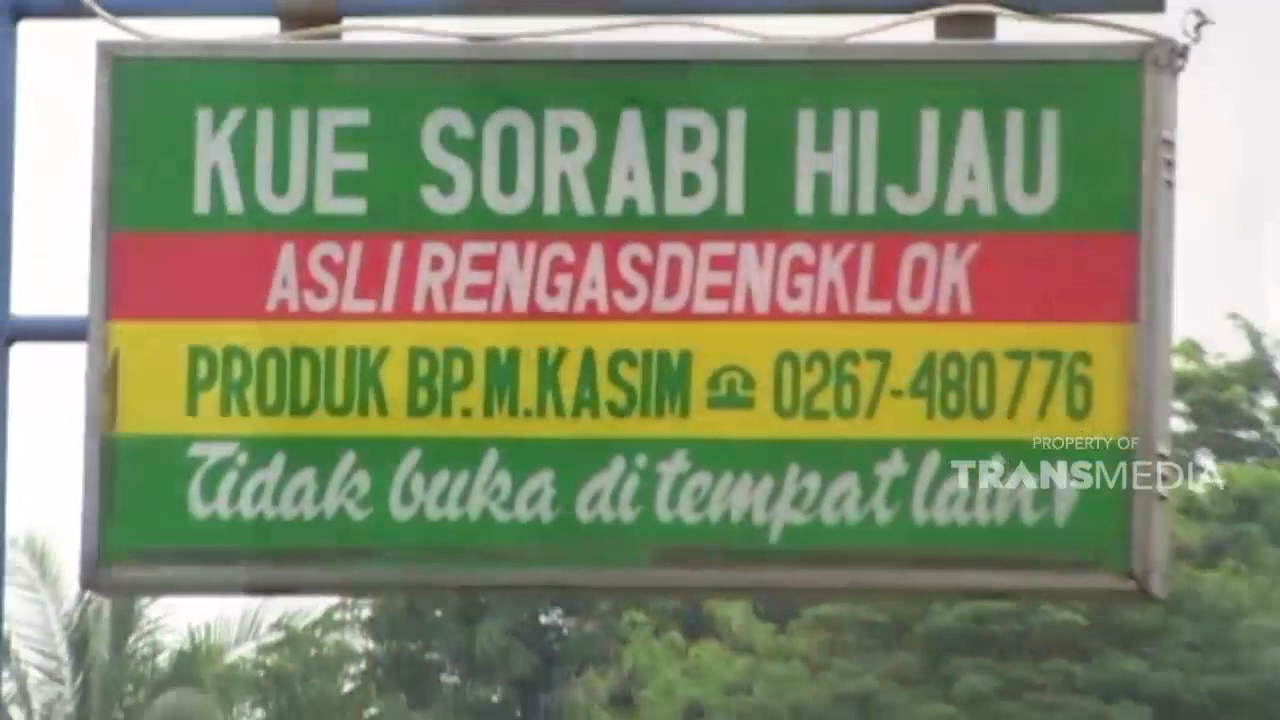 KUE SORABI HIJAU
ASLI RENGASDENGKLOK
PRODUK BP. M. KASIM 0267-480776
Tidak buka di tempat lain!
PROPERTY OF
TRANSMEDIA